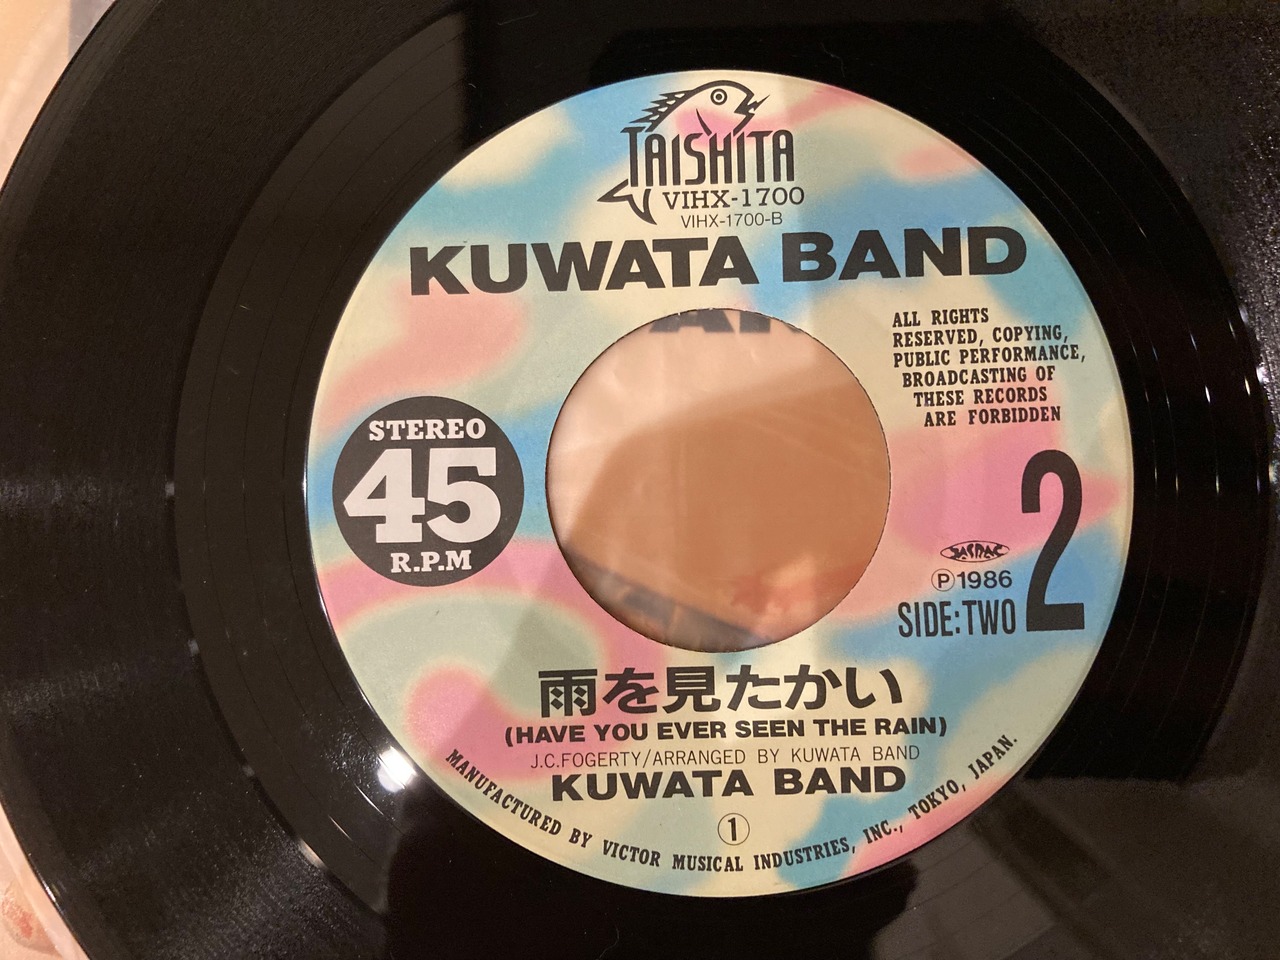 TAISHITA
VIHX-1700
VIHX-1700-B
KUWATA BAND
ALL RIGHTS
RESERVED, COPYING,
PUBLIC PERFORMANCE,
BROADCASTING OF
THESE RECORDS
ARE FORBIDDEN
STEREO
45
R.P.M
2
JASRAC
Ⓟ1986
SIDE:TWO
雨を見たかい
(HAVE YOU EVER SEEN THE RAIN)
J.C.FOGERTY/ARRANGED BY KUWATA BAND
KUWATA BAND
①
MANUFACTURED BY VICTOR MUSICAL INDUSTRIES, INC., TOKYO, JAPAN.